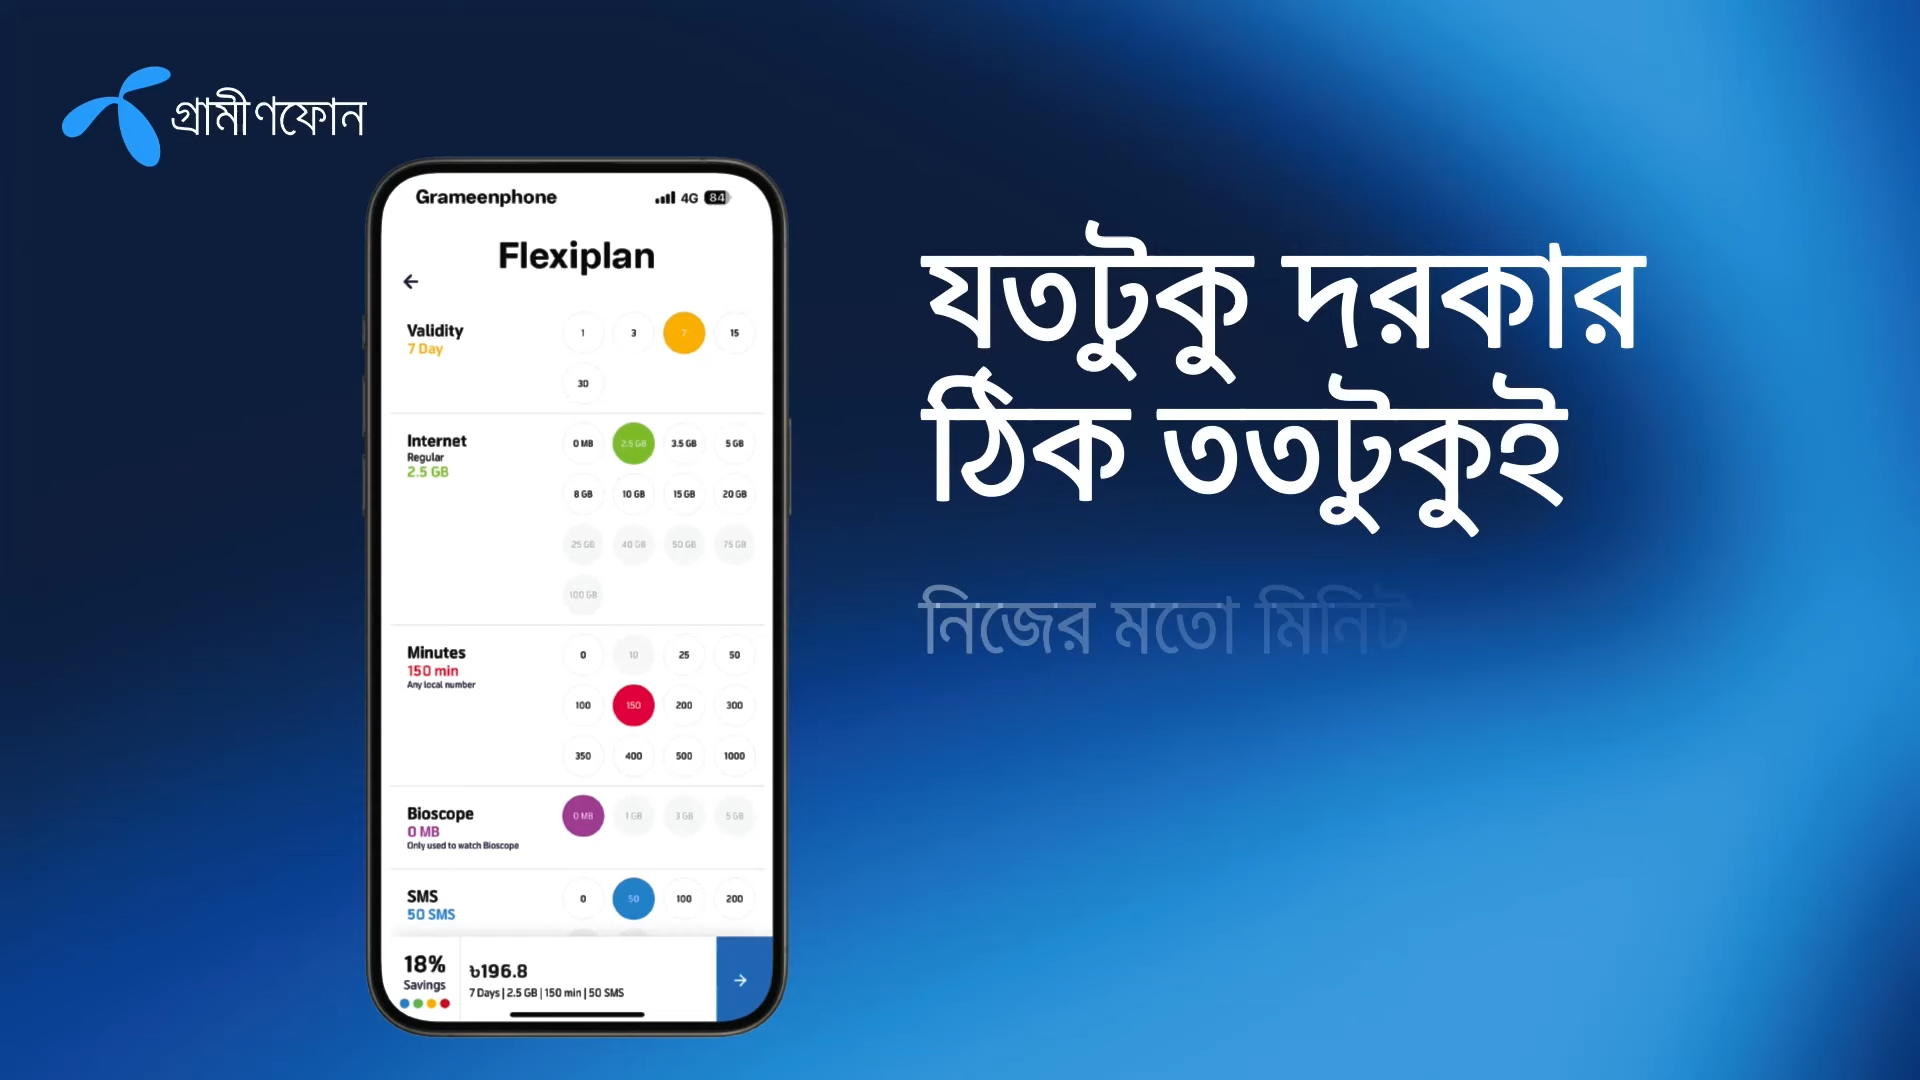 গ্রামীণফোন
Grameenphone 4G 84
Flexiplan
Validity
7 Day
1 3 7 15
30
Internet
Regular
2.5 GB
0 MB 2.5 GB 3.5 GB 5 GB
8 GB 10 GB 15 GB 20 GB
25 GB 40 GB 50 GB 75 GB
100 GB
Minutes
150 min
Any local number
0 10 25 50
100 150 200 300
350 400 500 1000
Bioscope
0 MB
Only used to watch Bioscope
0 MB 1 GB 3 GB 5 GB
SMS
50 SMS
0 50 100 200
18%
Savings
৳196.8
7 Days | 2.5 GB | 150 min | 50 SMS
যতটুকু দরকার
ঠিক ততটুকুই
নিজের মতো মিনিট